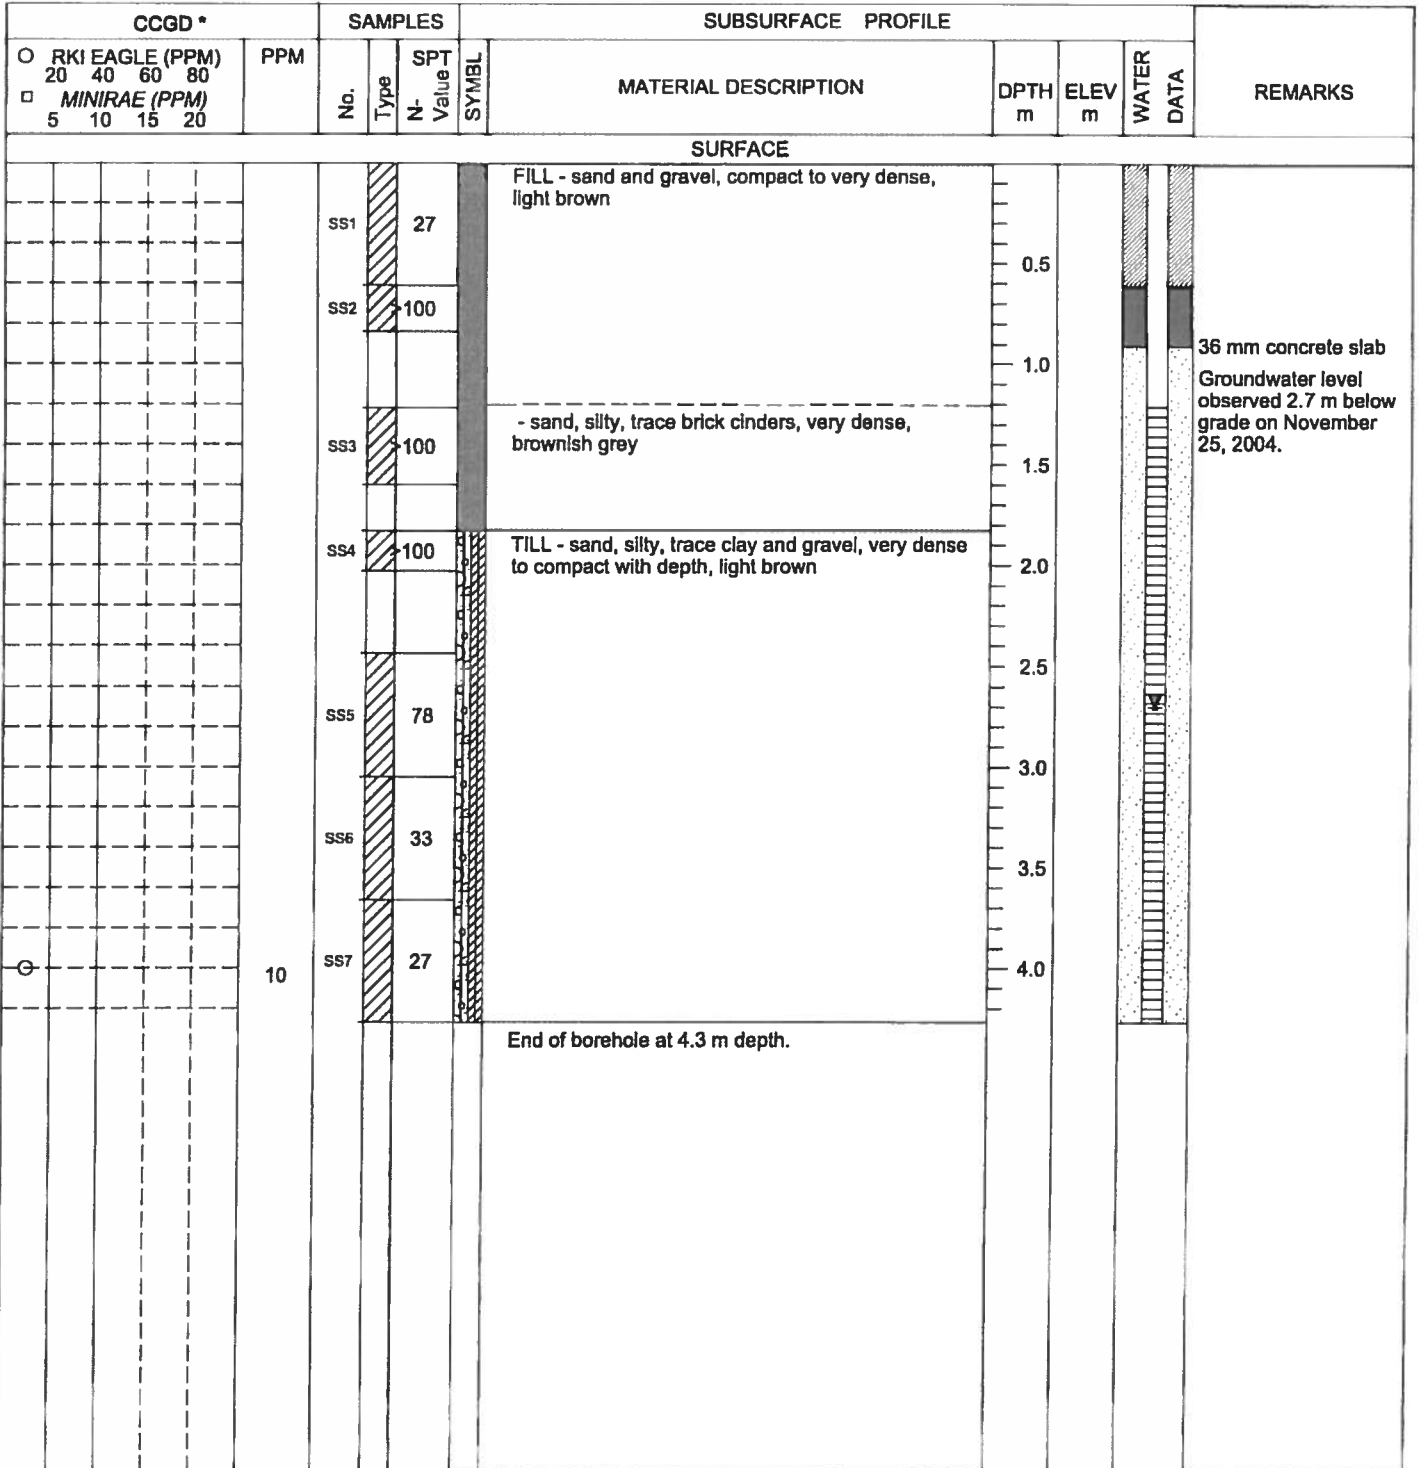 CCGD *
SAMPLES
SUBSURFACE PROFILE
○ RKI EAGLE (PPM)
20 40 60 80
□ MINIRAE (PPM)
5 10 15 20
PPM
No.
Type
SPT
N-
Value
SYMBL
MATERIAL DESCRIPTION
DPTH
m
ELEV
m
WATER
DATA
REMARKS
SURFACE
FILL - sand and gravel, compact to very dense,
light brown
SS1 27
0.5
SS2 >100
36 mm concrete slab
1.0
Groundwater level
observed 2.7 m below
grade on November
25, 2004.
- sand, silty, trace brick cinders, very dense,
brownish grey
SS3 >100
1.5
TILL - sand, silty, trace clay and gravel, very dense
to compact with depth, light brown
SS4 >100
2.0
2.5
SS5 78
3.0
SS6 33
3.5
SS7 27
10
4.0
End of borehole at 4.3 m depth.